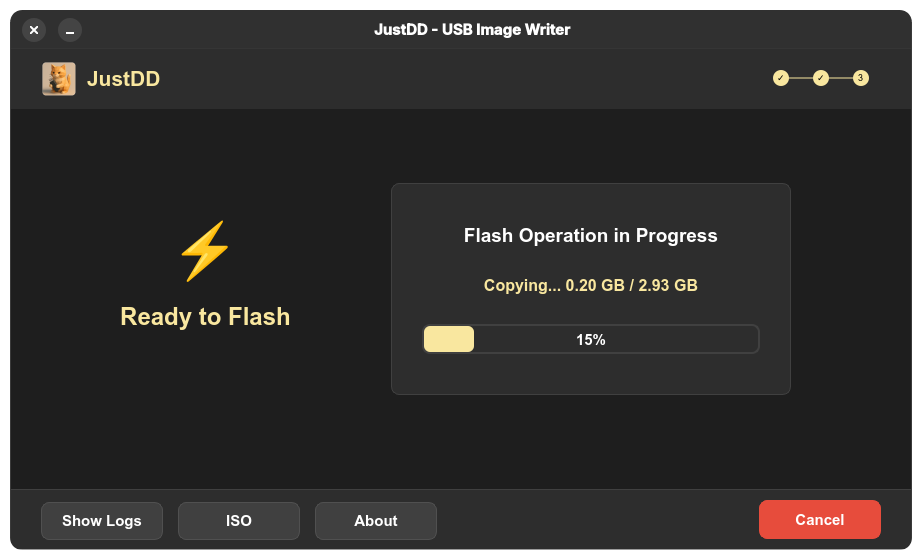 JustDD - USB Image Writer
JustDD
✓ ✓ 3
Ready to Flash
Flash Operation in Progress
Copying... 0.20 GB / 2.93 GB
15%
Show Logs
ISO
About
Cancel